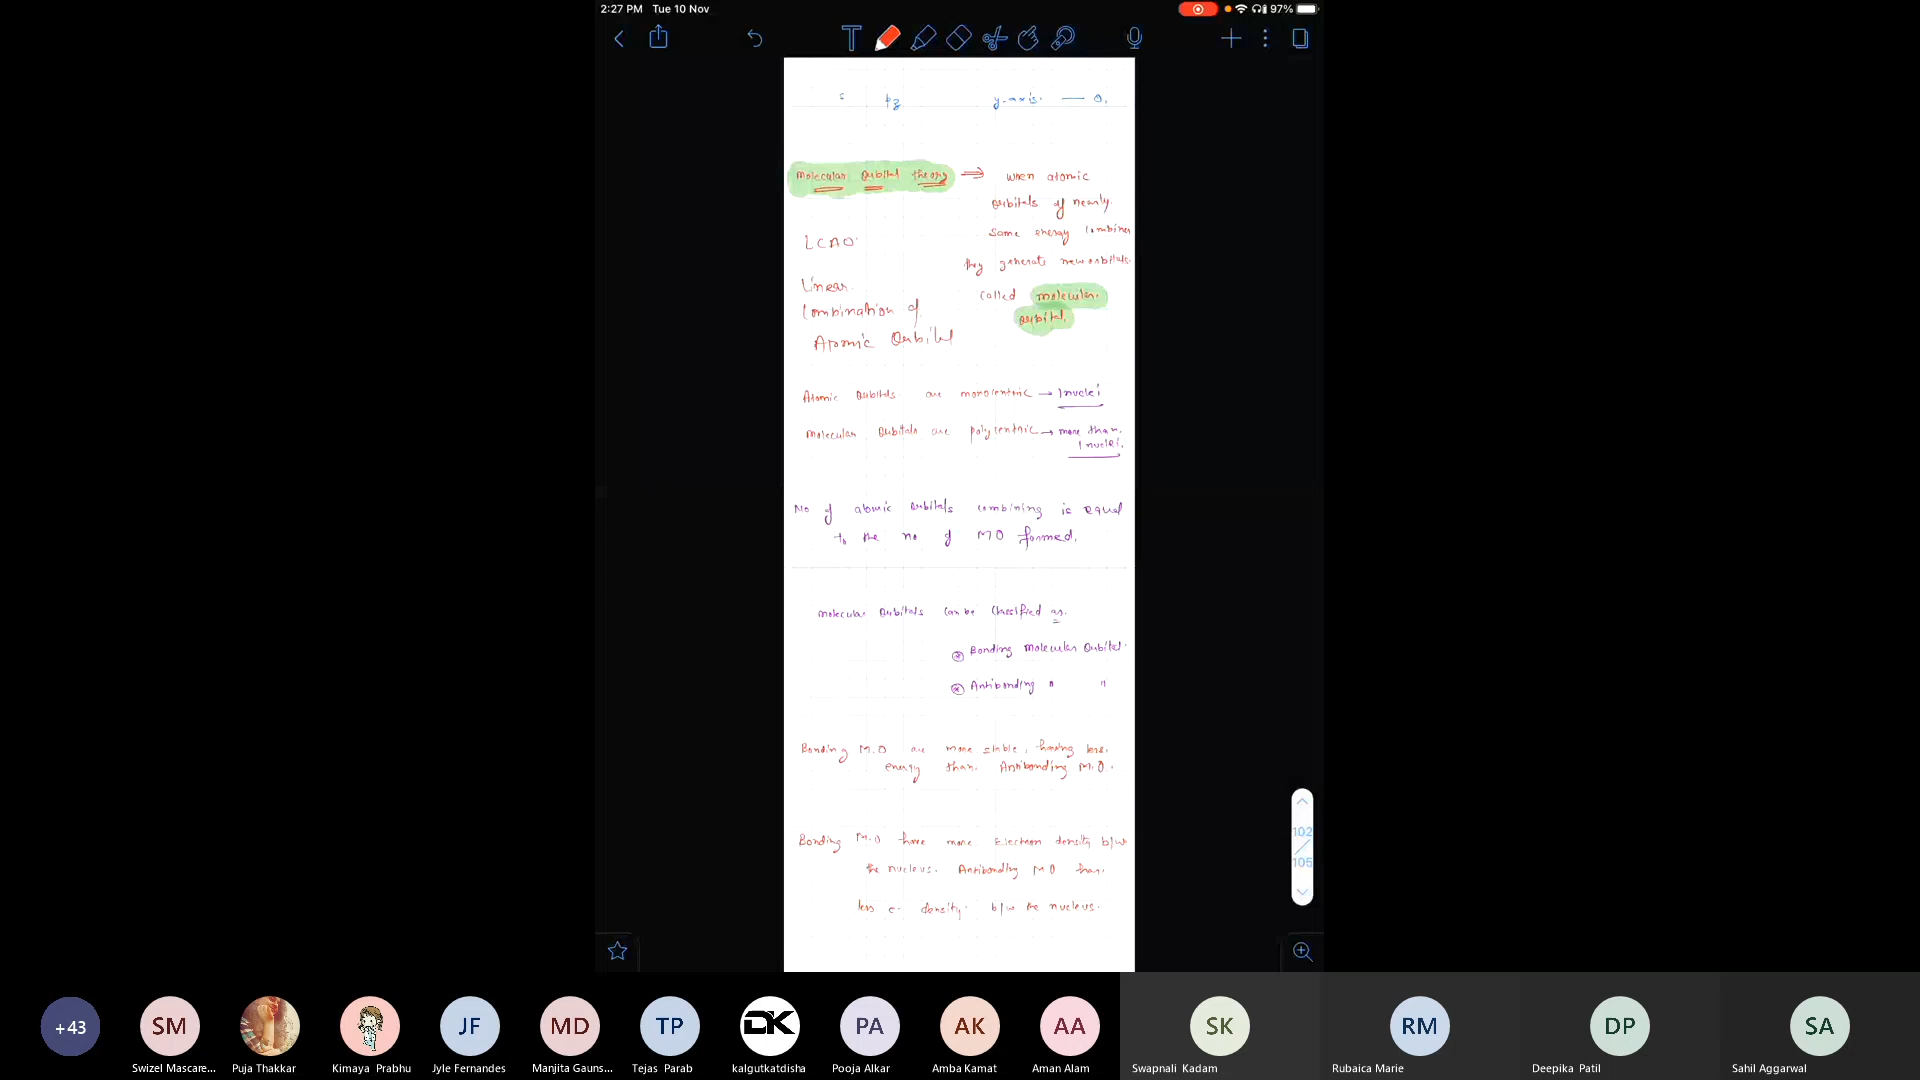 2:27 PM Tue 10 Nov
97%
s pz y-axis. — 0.
Molecular Orbital theory ⇒ When atomic
Orbitals of nearly.
Same energy Combines
they generate new orbitals.
Called molecular.
Orbital.
LCAO.
Linear.
Combination of
Atomic Orbital
Atomic Orbitals are monocentric → 1 nuclei
Molecular Orbitals are polycentric → more than.
1 nuclei.
No of atomic orbitals combining is equal
to the no of MO formed.
Molecular Orbitals Can be Classified as.
Bonding Molecular Orbital.
Antibonding " "
Bonding M.O are more stable, having less.
energy than. Antibonding M.O.
Bonding M.O have more Electron density b/w
the nucleus. Antibonding MO has.
less e- density. b/w the nucleus.
102
/
105
+43
SM
JF
MD
TP
DK
PA
AK
AA
SK
RM
DP
SA
Swizel Mascare...
Puja Thakkar
Kimaya Prabhu
Jyle Fernandes
Manjita Gauns...
Tejas Parab
kalgutkatdisha
Pooja Alkar
Amba Kamat
Aman Alam
Swapnali Kadam
Rubaica Marie
Deepika Patil
Sahil Aggarwal